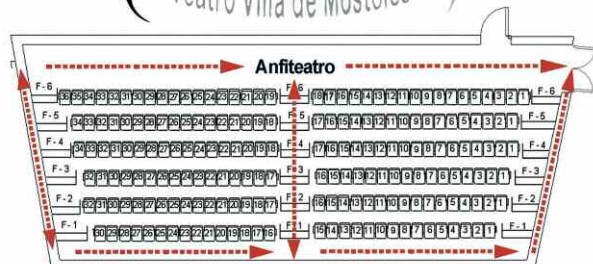 Teatro Villa de Móstoles
Anfiteatro
F-6 36 35 34 33 32 31 30 29 28 27 26 25 24 23 22 21 20 19 F-6 18 17 16 15 14 13 12 11 10 9 8 7 6 5 4 3 2 1 F-6
F-5 34 33 32 31 30 29 28 27 26 25 24 23 22 21 20 19 18 F-5 17 16 15 14 13 12 11 10 9 8 7 6 5 4 3 2 1 F-5
F-4 34 33 32 31 30 29 28 27 26 25 24 23 22 21 20 19 18 F-4 17 16 15 14 13 12 11 10 9 8 7 6 5 4 3 2 1 F-4
F-3 32 31 30 29 28 27 26 25 24 23 22 21 20 19 18 17 F-3 16 15 14 13 12 11 10 9 8 7 6 5 4 3 2 1 F-3
F-2 32 31 30 29 28 27 26 25 24 23 22 21 20 19 18 17 F-2 16 15 14 13 12 11 10 9 8 7 6 5 4 3 2 1 F-2
F-1 30 29 28 27 26 25 24 23 22 21 20 19 18 17 16 F-1 15 14 13 12 11 10 9 8 7 6 5 4 3 2 1 F-1